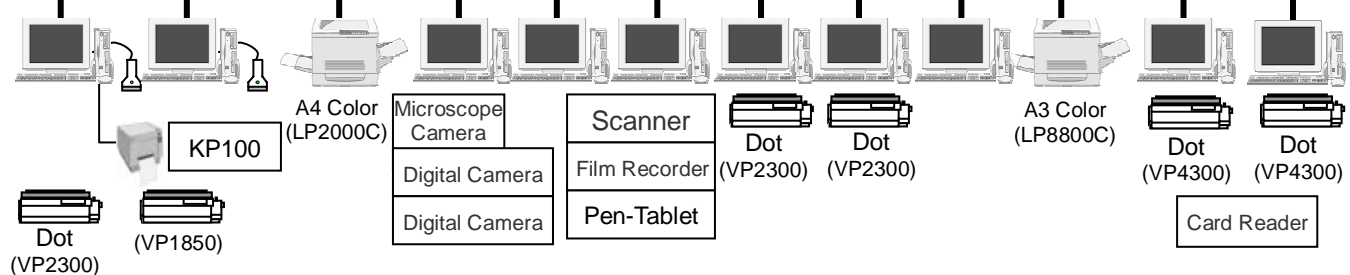 A4 Color
(LP2000C)
Microscope
Camera
Scanner
A3 Color
(LP8800C)
KP100
Digital Camera
Film Recorder
Dot
(VP2300)
Dot
(VP2300)
Dot
(VP4300)
Dot
(VP4300)
Digital Camera
Pen-Tablet
Card Reader
Dot
(VP2300)
(VP1850)